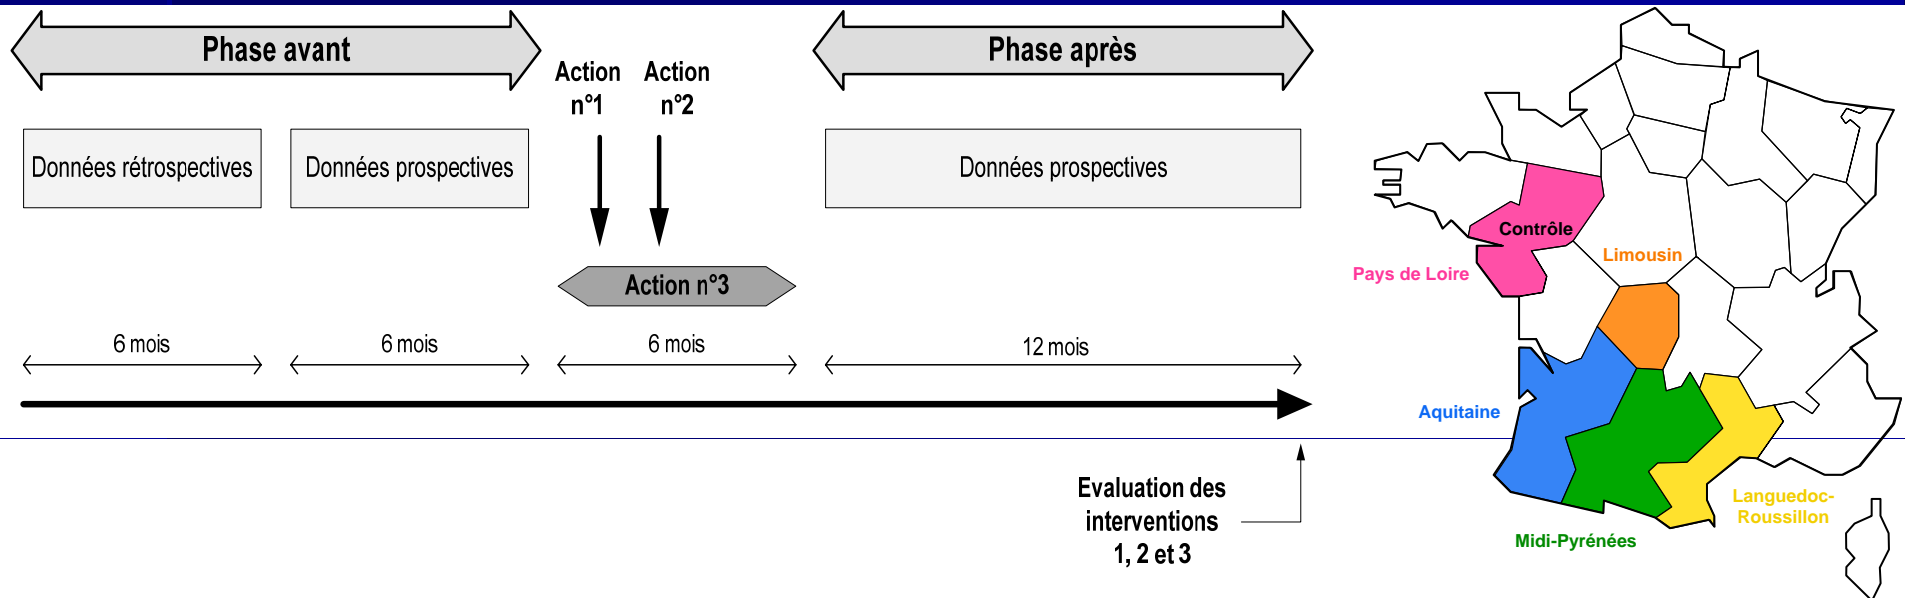 Phase avant
Action
n°1
Action
n°2
Phase après
Données rétrospectives
Données prospectives
Données prospectives
Action n°3
6 mois
6 mois
6 mois
12 mois
Evaluation des
interventions
1, 2 et 3
Contrôle
Pays de Loire
Limousin
Aquitaine
Languedoc-
Roussillon
Midi-Pyrénées